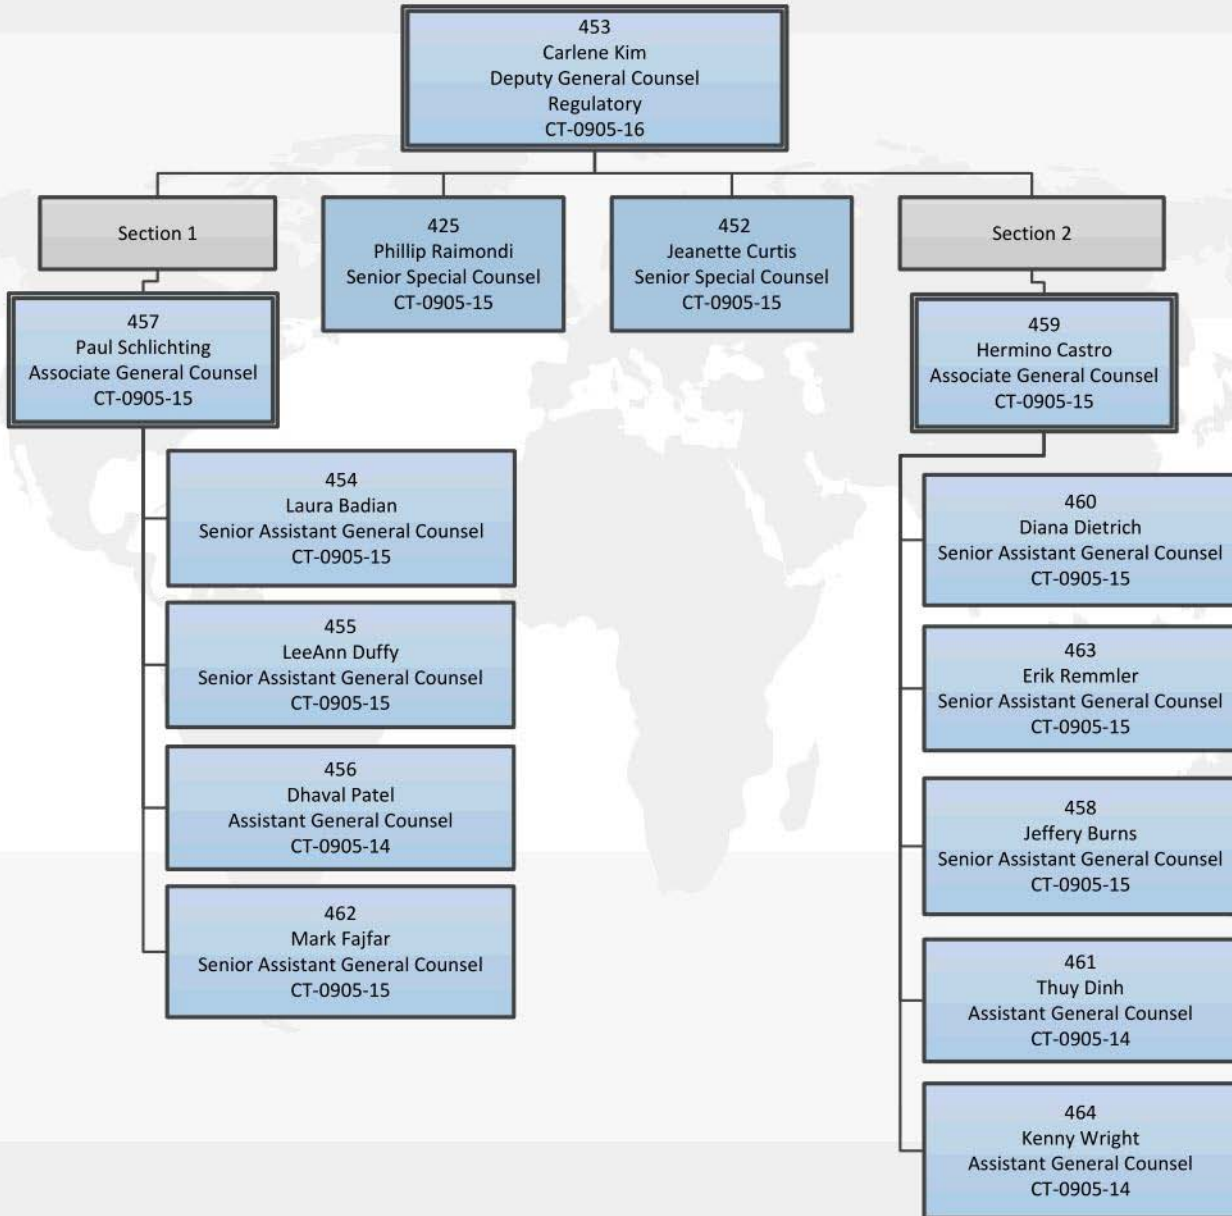 453
Carlene Kim
Deputy General Counsel
Regulatory
CT-0905-16
Section 1
425
Phillip Raimondi
Senior Special Counsel
CT-0905-15
452
Jeanette Curtis
Senior Special Counsel
CT-0905-15
Section 2
457
Paul Schlichting
Associate General Counsel
CT-0905-15
459
Hermino Castro
Associate General Counsel
CT-0905-15
454
Laura Badian
Senior Assistant General Counsel
CT-0905-15
455
LeeAnn Duffy
Senior Assistant General Counsel
CT-0905-15
456
Dhaval Patel
Assistant General Counsel
CT-0905-14
462
Mark Fajfar
Senior Assistant General Counsel
CT-0905-15
460
Diana Dietrich
Senior Assistant General Counsel
CT-0905-15
463
Erik Remmler
Senior Assistant General Counsel
CT-0905-15
458
Jeffery Burns
Senior Assistant General Counsel
CT-0905-15
461
Thuy Dinh
Assistant General Counsel
CT-0905-14
464
Kenny Wright
Assistant General Counsel
CT-0905-14